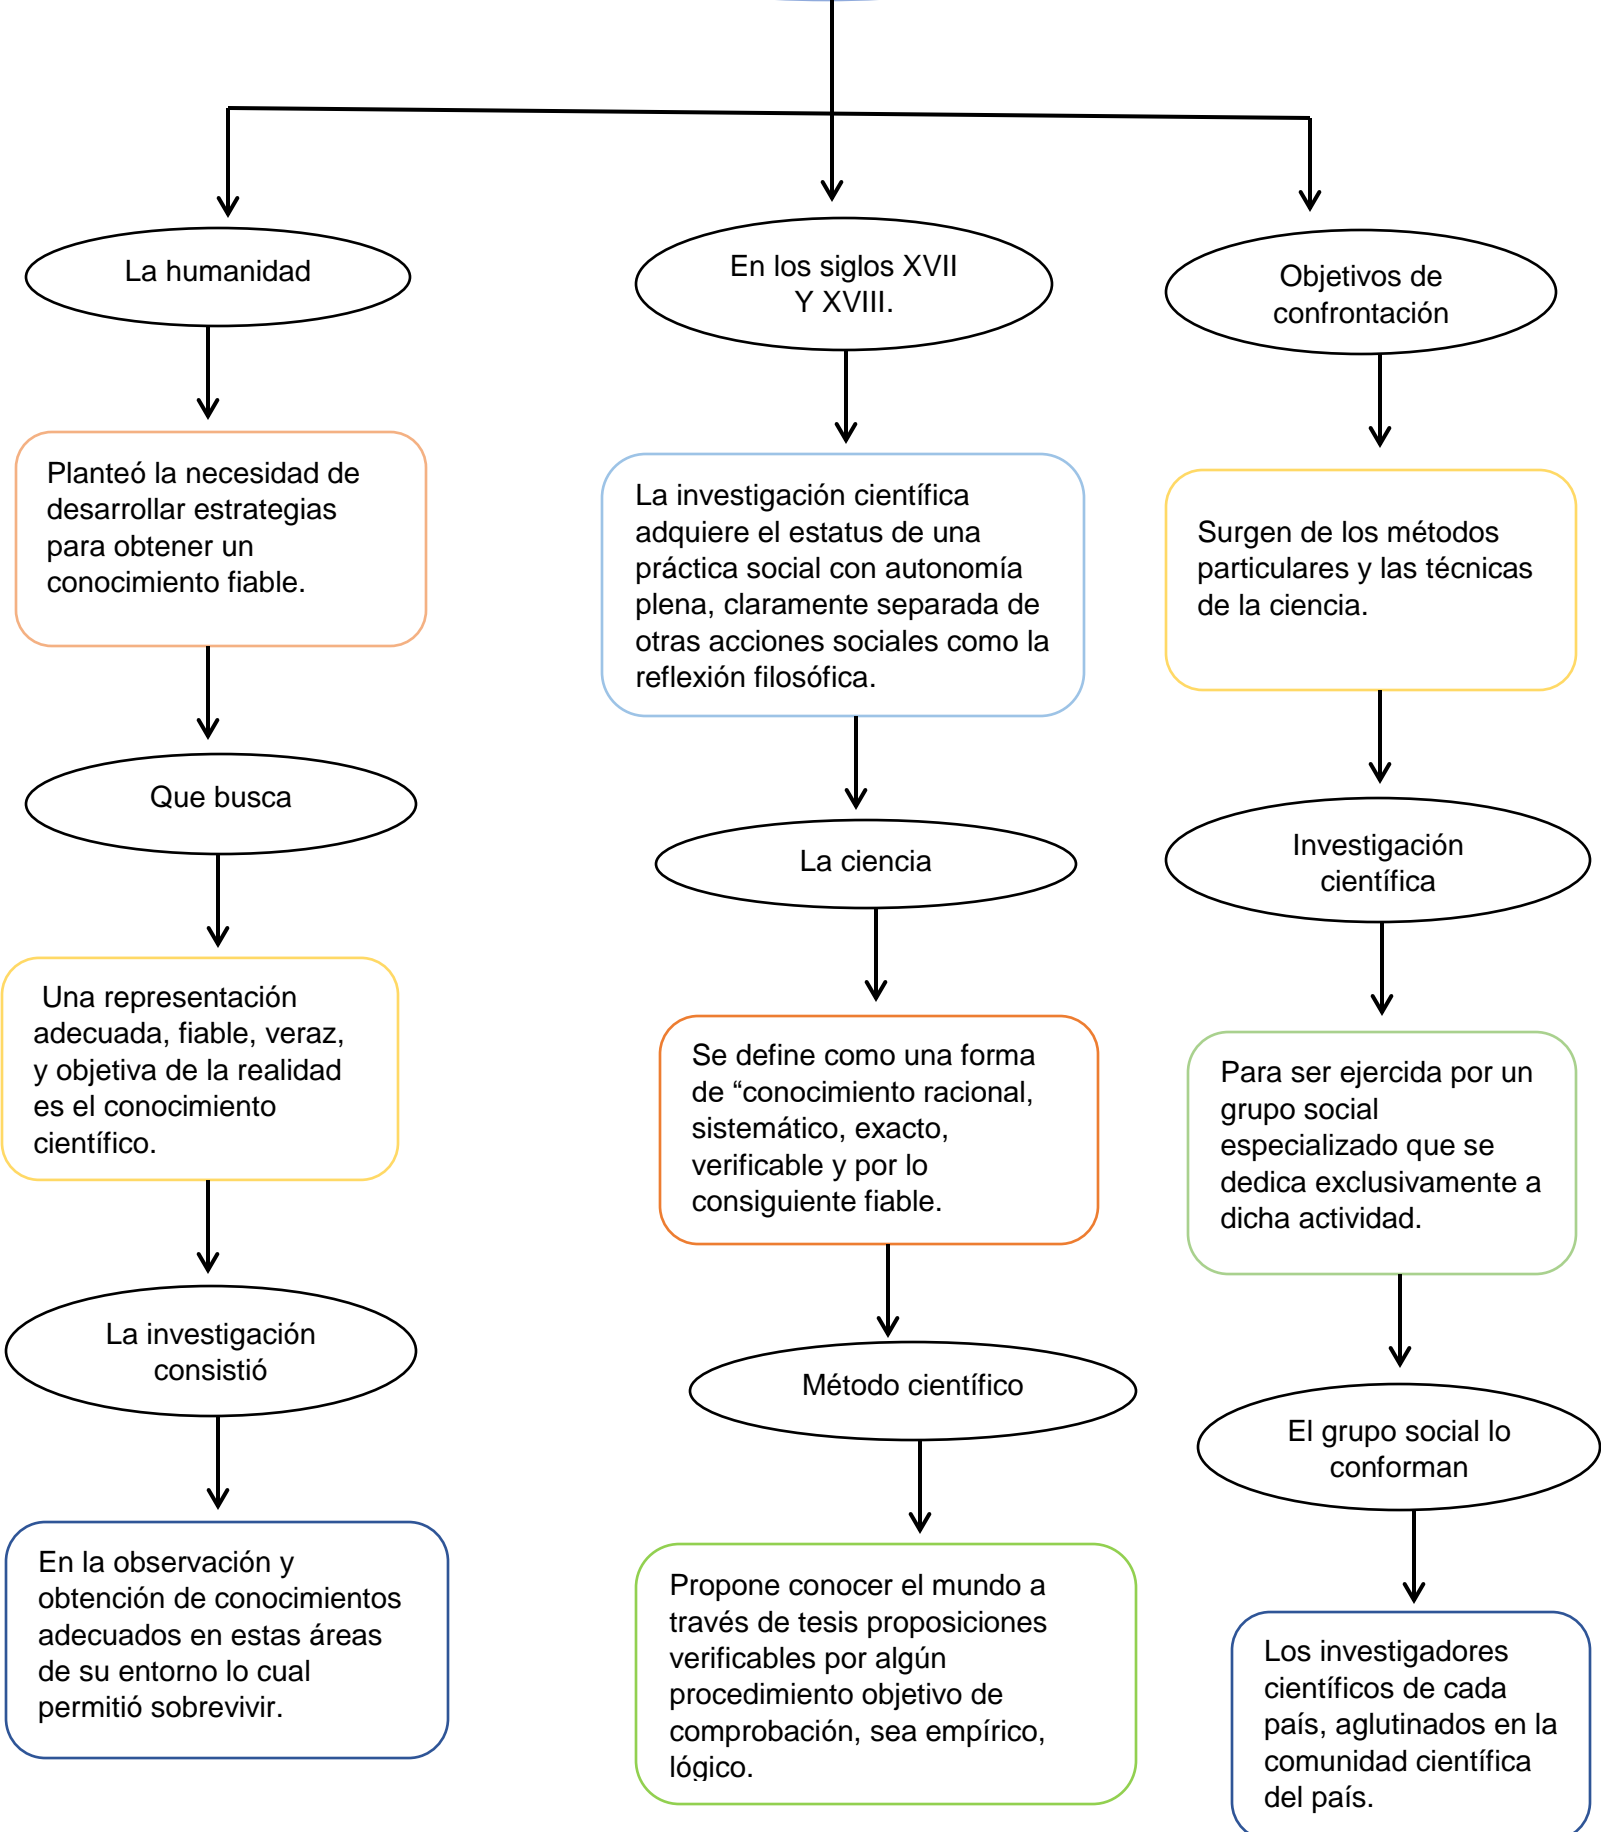 La humanidad
Planteó la necesidad de
desarrollar estrategias
para obtener un
conocimiento fiable.
Que busca
Una representación
adecuada, fiable, veraz,
y objetiva de la realidad
es el conocimiento
científico.
La investigación
consistió
En la observación y
obtención de conocimientos
adecuados en estas áreas
de su entorno lo cual
permitió sobrevivir.
En los siglos XVII
Y XVIII.
La investigación científica
adquiere el estatus de una
práctica social con autonomía
plena, claramente separada de
otras acciones sociales como la
reflexión filosófica.
La ciencia
Se define como una forma
de “conocimiento racional,
sistemático, exacto,
verificable y por lo
consiguiente fiable.
Método científico
Propone conocer el mundo a
través de tesis proposiciones
verificables por algún
procedimiento objetivo de
comprobación, sea empírico,
lógico.
Objetivos de
confrontación
Surgen de los métodos
particulares y las técnicas
de la ciencia.
Investigación
científica
Para ser ejercida por un
grupo social
especializado que se
dedica exclusivamente a
dicha actividad.
El grupo social lo
conforman
Los investigadores
científicos de cada
país, aglutinados en la
comunidad científica
del país.